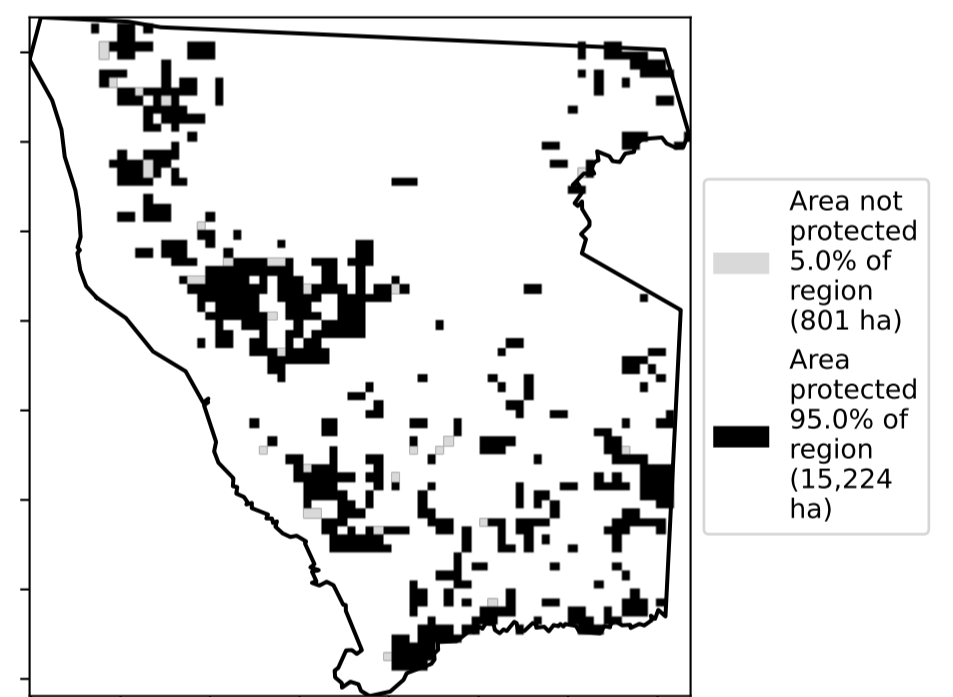 Area not
protected
5.0% of
region
(801 ha)
Area
protected
95.0% of
region
(15,224
ha)